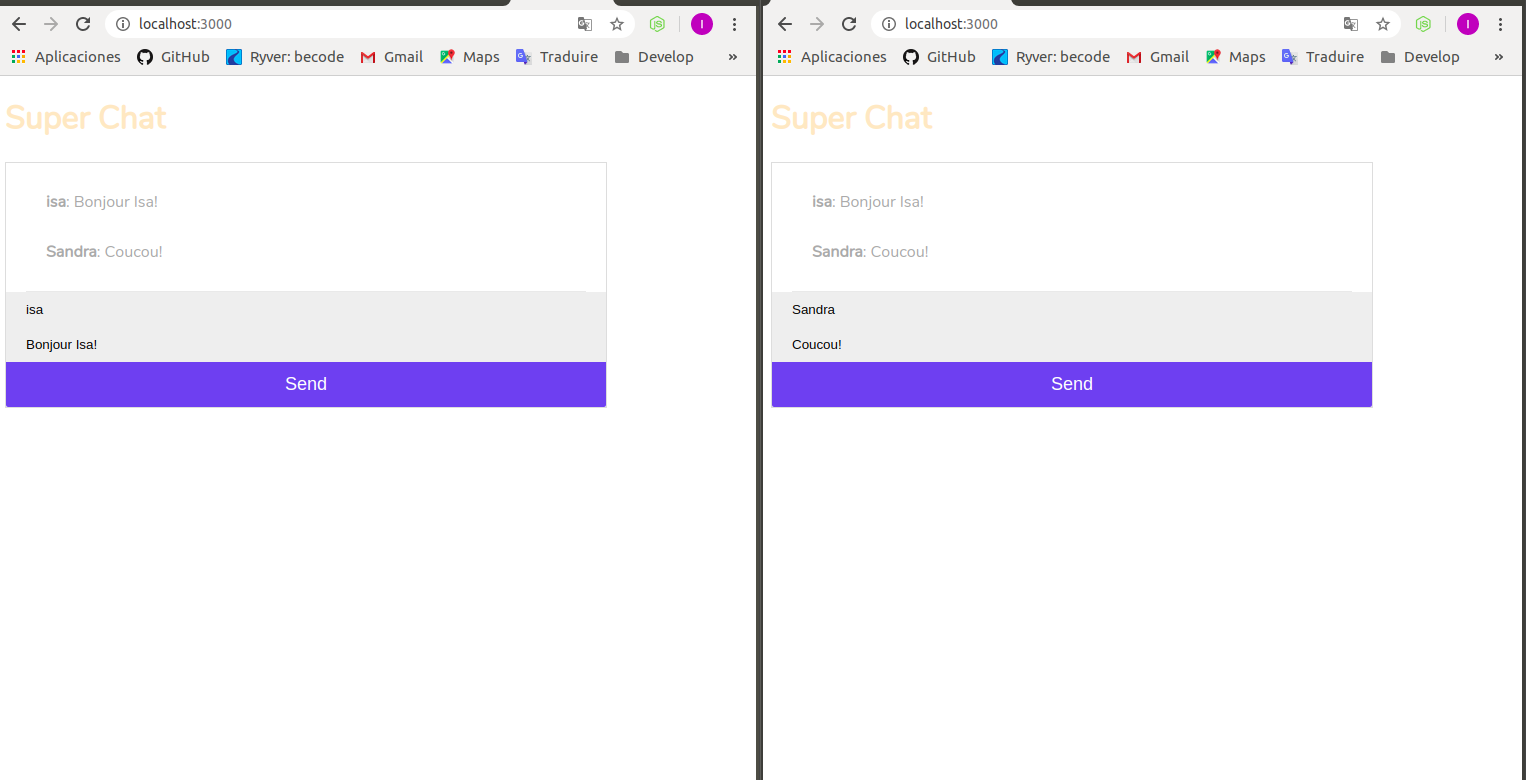 localhost:3000
Aplicaciones GitHub Ryver: becode Gmail Maps Traduire Develop »
Super Chat
isa: Bonjour Isa!
Sandra: Coucou!
isa
Bonjour Isa!
Send
localhost:3000
I
Aplicaciones GitHub Ryver: becode Gmail Maps Traduire Develop »
Super Chat
isa: Bonjour Isa!
Sandra: Coucou!
Sandra
Coucou!
Send